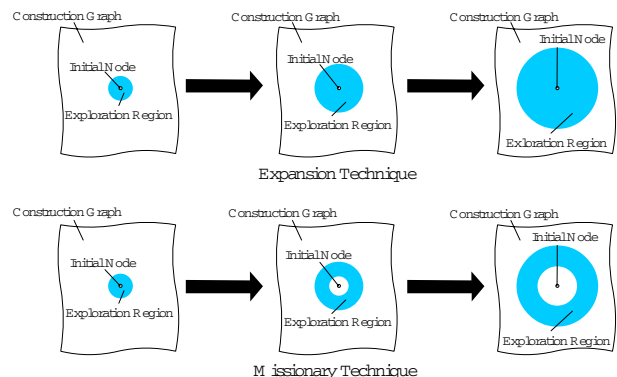 Construction Graph
Construction Graph
Construction Graph
Initial Node
Initial Node
Initial Node
Exploration Region
Exploration Region
Exloration Region
Expansion Technique
Construction Graph
Construction Graph
Construction Graph
Initial Node
Initial Node
Initial Node
Exploration Region
Exploration Region
Exploration Region
Missionary Technique